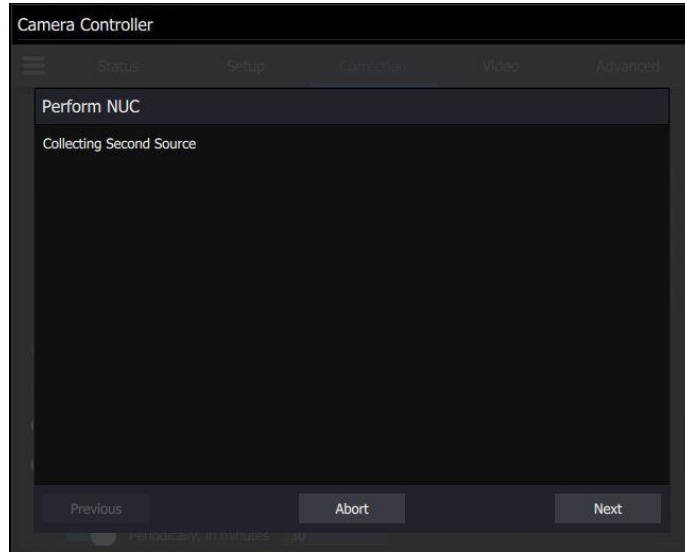 Camera Controller
Status Setup Correction Video Advanced
Perform NUC
Collecting Second Source
Previous Abort Next
Periodically, in minutes 30